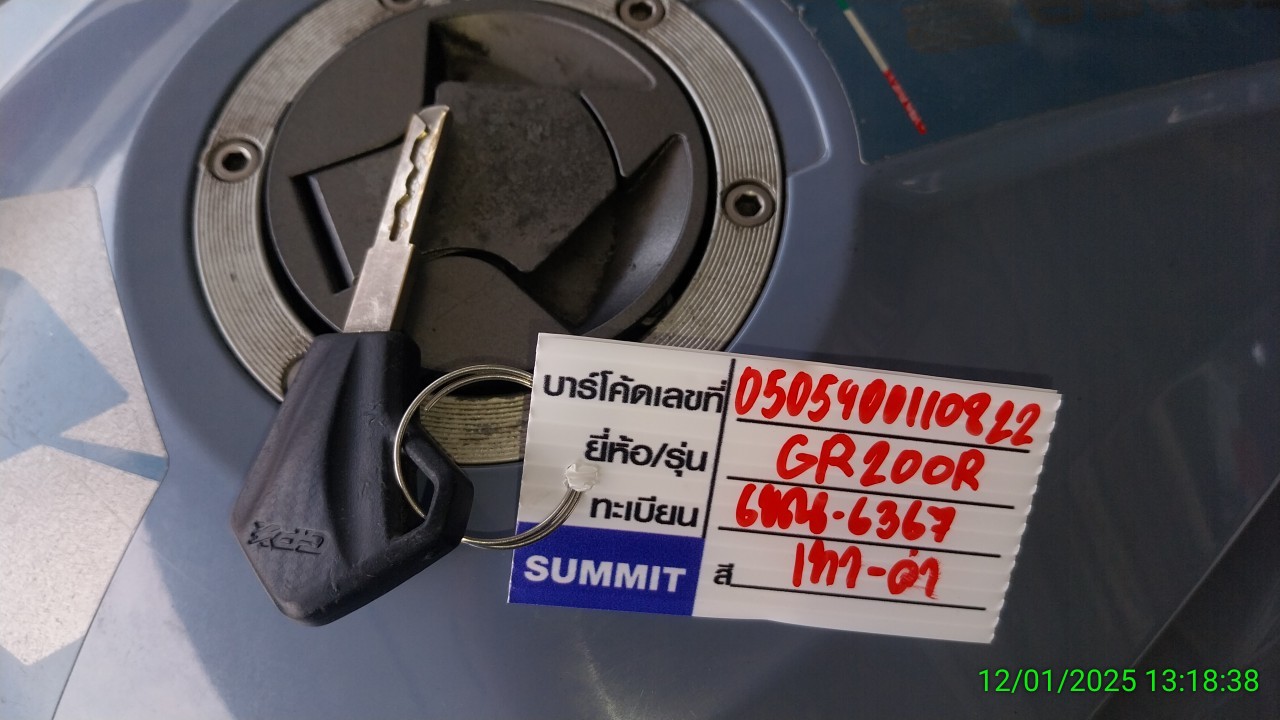 บาร์โค้ดเลขที่ 0505400110822
ยี่ห้อ/รุ่น GR200R
ทะเบียน 6ขณ-6367
SUMMIT
สี เทา-ดำ
GPX
12/01/2025 13:18:38